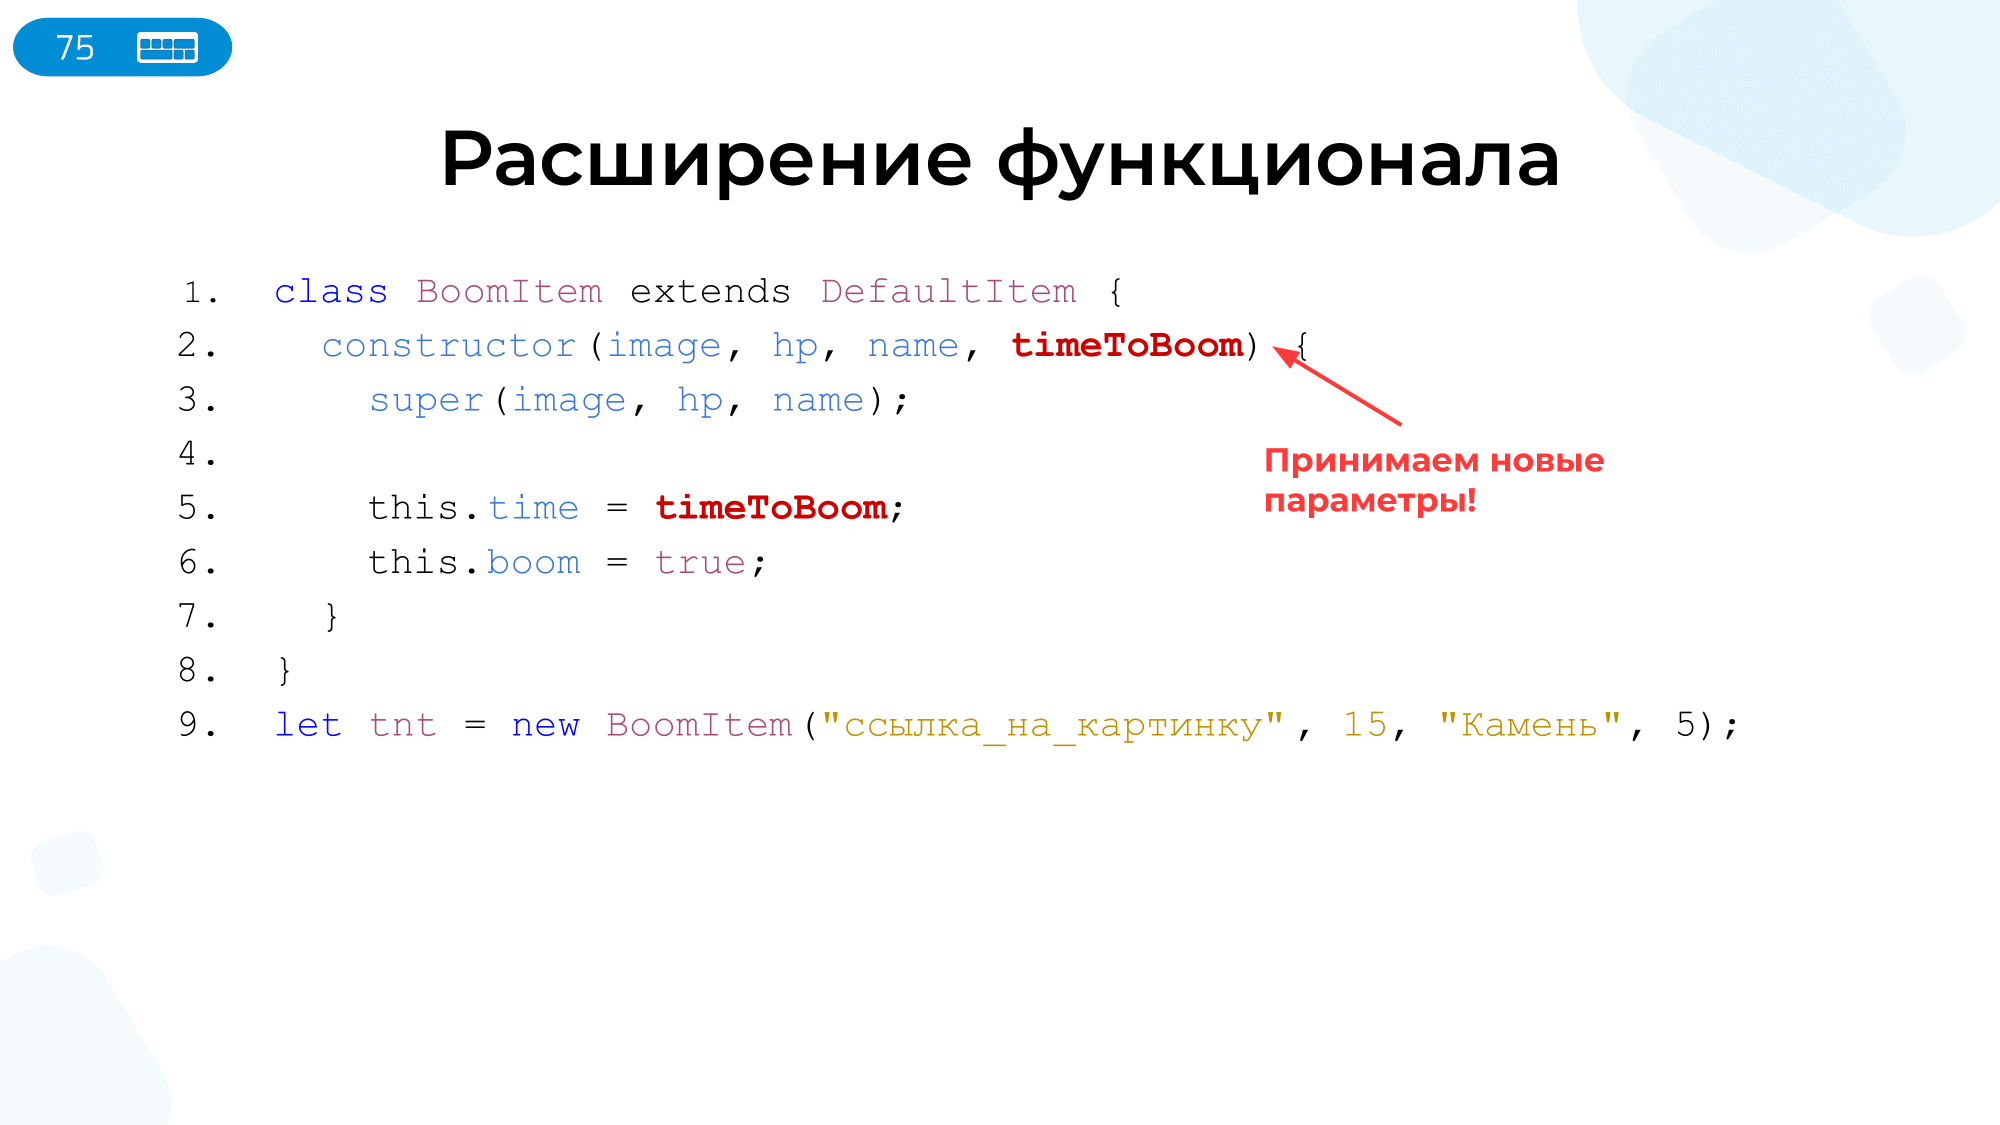 75
Расширение функционала
1. class BoomItem extends DefaultItem {
2. constructor(image, hp, name, timeToBoom) {
3. super(image, hp, name);
4.
5. this.time = timeToBoom;
6. this.boom = true;
7. }
8. }
9. let tnt = new BoomItem("ссылка_на_картинку", 15, "Камень", 5);
Принимаем новые
параметры!